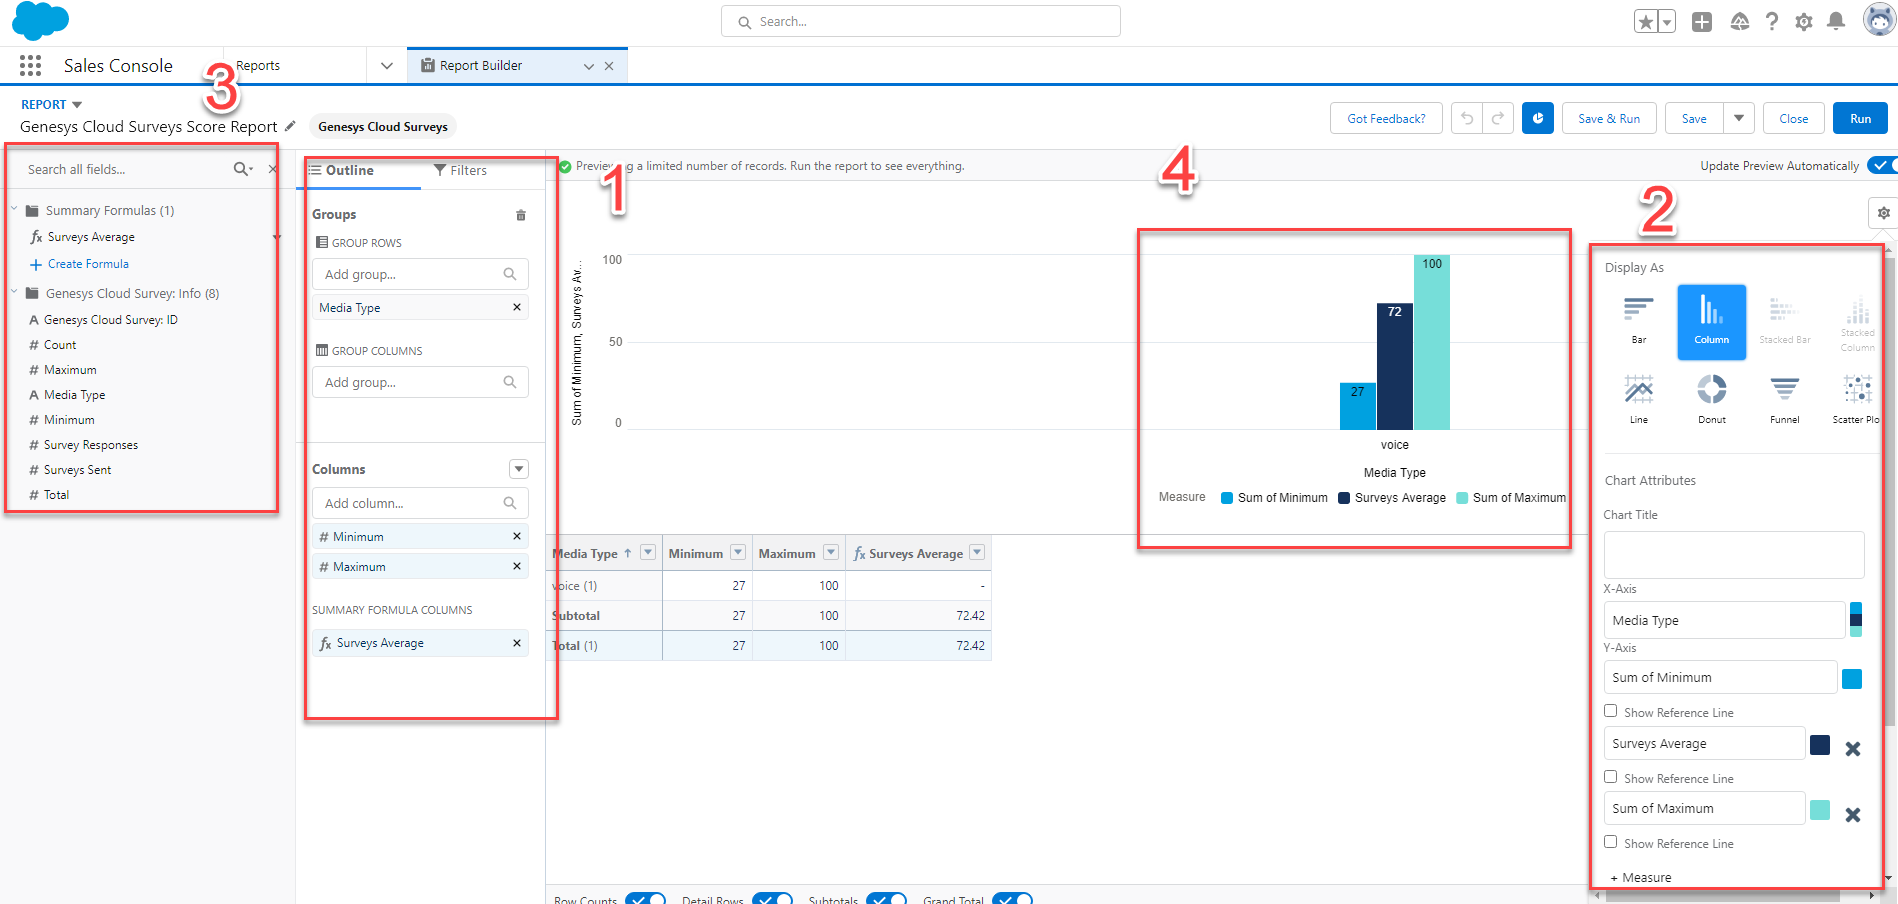 Search...
Sales Console
Reports
Report Builder
3
REPORT
Genesys Cloud Surveys Score Report
Genesys Cloud Surveys
Got Feedback?
Save & Run
Save
Close
Run
Search all fields...
Summary Formulas (1)
fx Surveys Average
+ Create Formula
Genesys Cloud Survey: Info (8)
A Genesys Cloud Survey: ID
# Count
# Maximum
A Media Type
# Minimum
# Survey Responses
# Surveys Sent
# Total
Outline
Filters
Groups
GROUP ROWS
Add group...
Media Type
GROUP COLUMNS
Add group...
Columns
Add column...
# Minimum
# Maximum
SUMMARY FORMULA COLUMNS
fx Surveys Average
1
a limited number of records. Run the report to see everything.
4
Update Preview Automatically
2
Sum of Minimum, Surveys Av...
100
50
0
27
72
100
voice
Media Type
Measure
Sum of Minimum
Surveys Average
Sum of Maximum
Media Type ↑ Minimum Maximum fx Surveys Average
voice (1) 27 100 -
Subtotal 27 100 72.42
Total (1) 27 100 72.42
Row Counts
Detail Rows
Subtotals
Grand Total
Display As
Bar
Column
Stacked Bar
Stacked
Column
Line
Donut
Funnel
Scatter Plo
Chart Attributes
Chart Title
X-Axis
Media Type
Y-Axis
Sum of Minimum
Show Reference Line
Surveys Average
Show Reference Line
Sum of Maximum
Show Reference Line
+ Measure